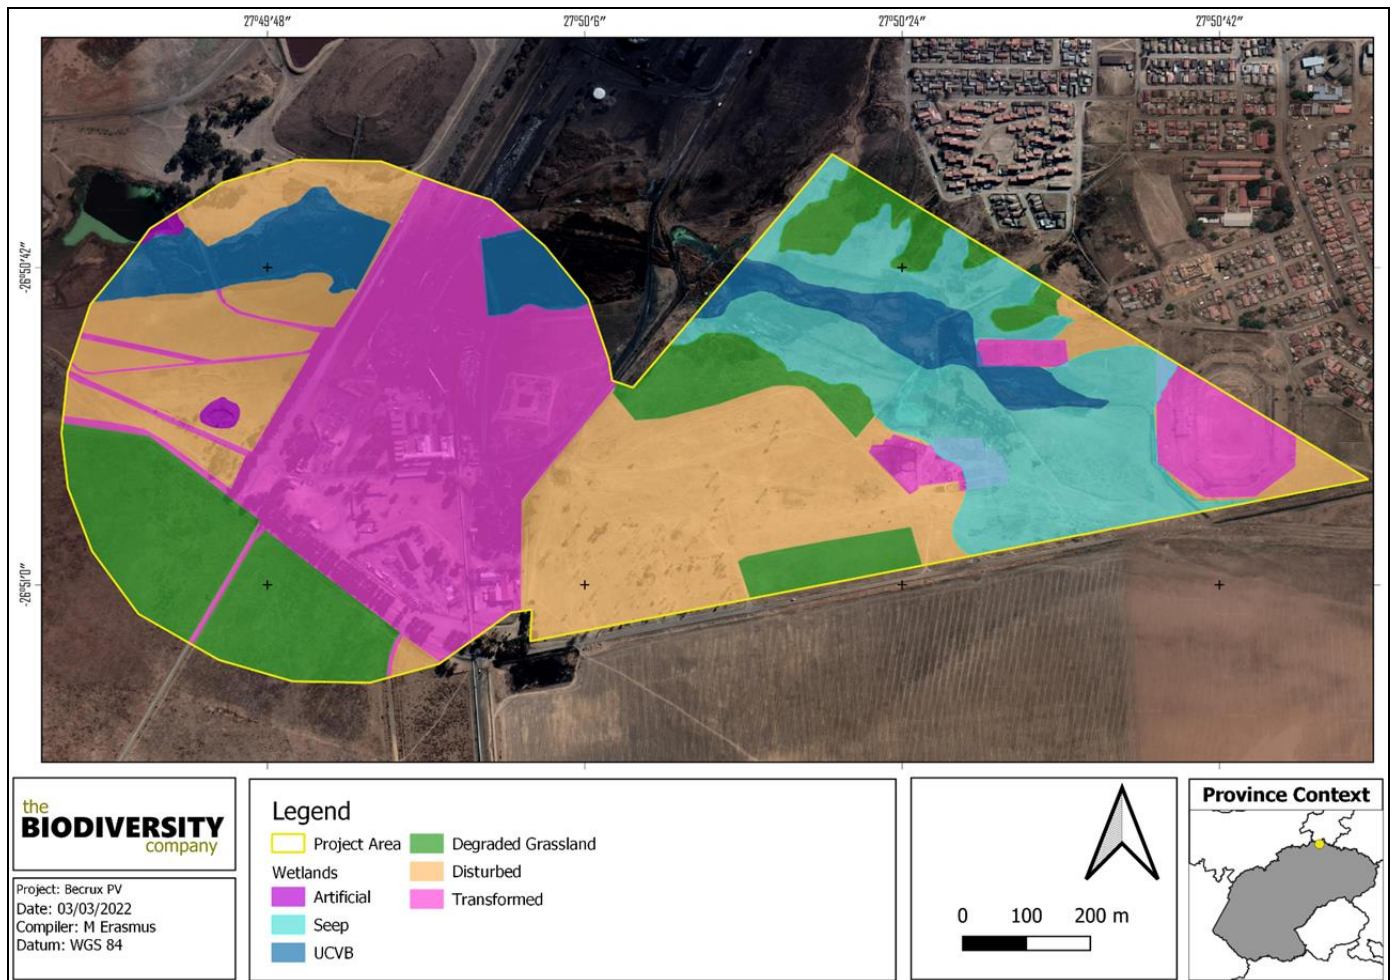 27°49'48"
27°50'6"
27°50'24"
27°50'42"
-26°50'42"
-26°51'0"
the
BIODIVERSITY
company
Project: Becrux PV
Date: 03/03/2022
Compiler: M Erasmus
Datum: WGS 84
Legend
Project Area
Wetlands
Artificial
Seep
UCVB
Degraded Grassland
Disturbed
Transformed
0 100 200 m
Province Context